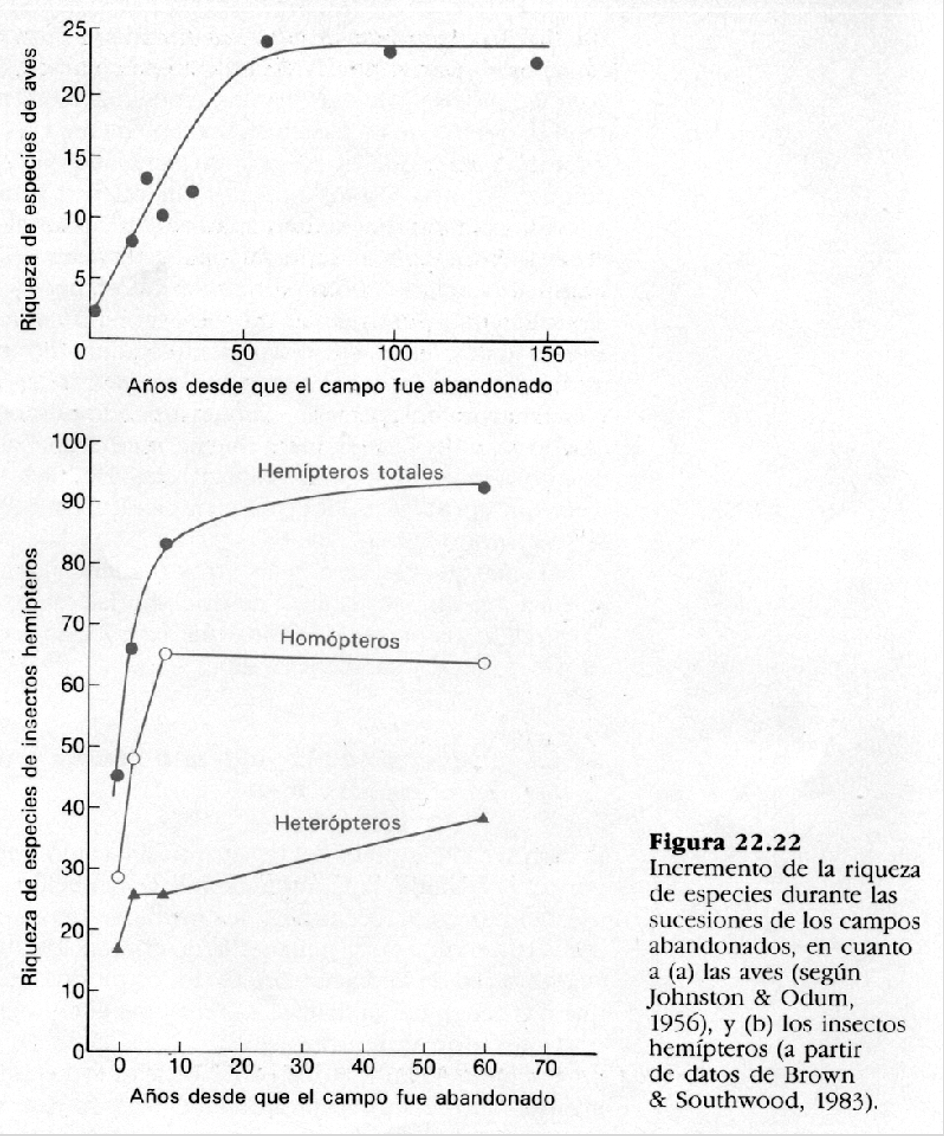 25
20
15
10
5
0
50
100
150
Riqueza de especies de aves
Años desde que el campo fue abandonado
100
90
80
70
60
50
40
30
20
10
0
0
10
20
30
40
50
60
70
Hemípteros totales
Homópteros
Heterópteros
Riqueza de especies de insectos hemípteros
Años desde que el campo fue abandonado
Figura 22.22
Incremento de la riqueza
de especies durante las
sucesiones de los campos
abandonados, en cuanto
a (a) las aves (según
Johnston & Odum,
1956), y (b) los insectos
hemípteros (a partir
de datos de Brown
& Southwood, 1983).